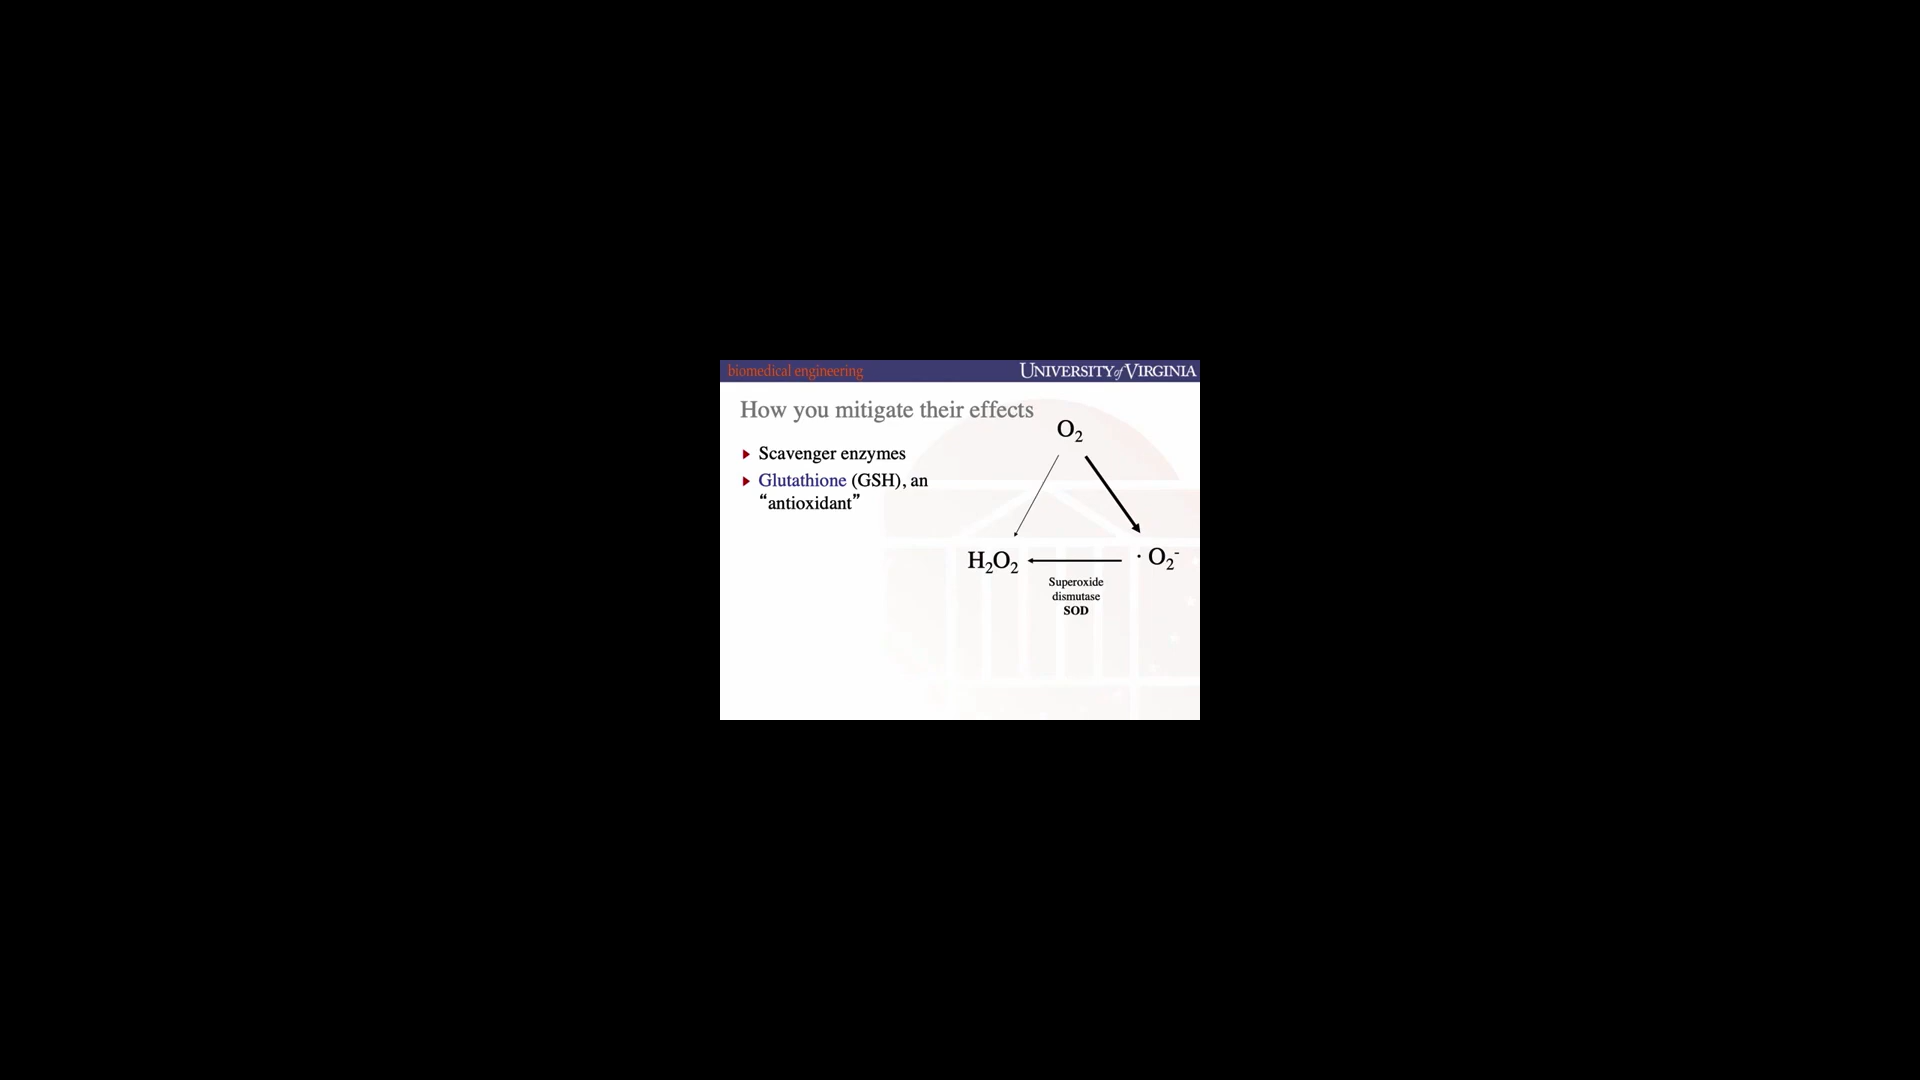 biomedical engineering
UNIVERSITY of VIRGINIA
How you mitigate their effects
Scavenger enzymes
Glutathione (GSH), an
“antioxidant”
O₂
H₂O₂
· O₂⁻
Superoxide
dismutase
SOD